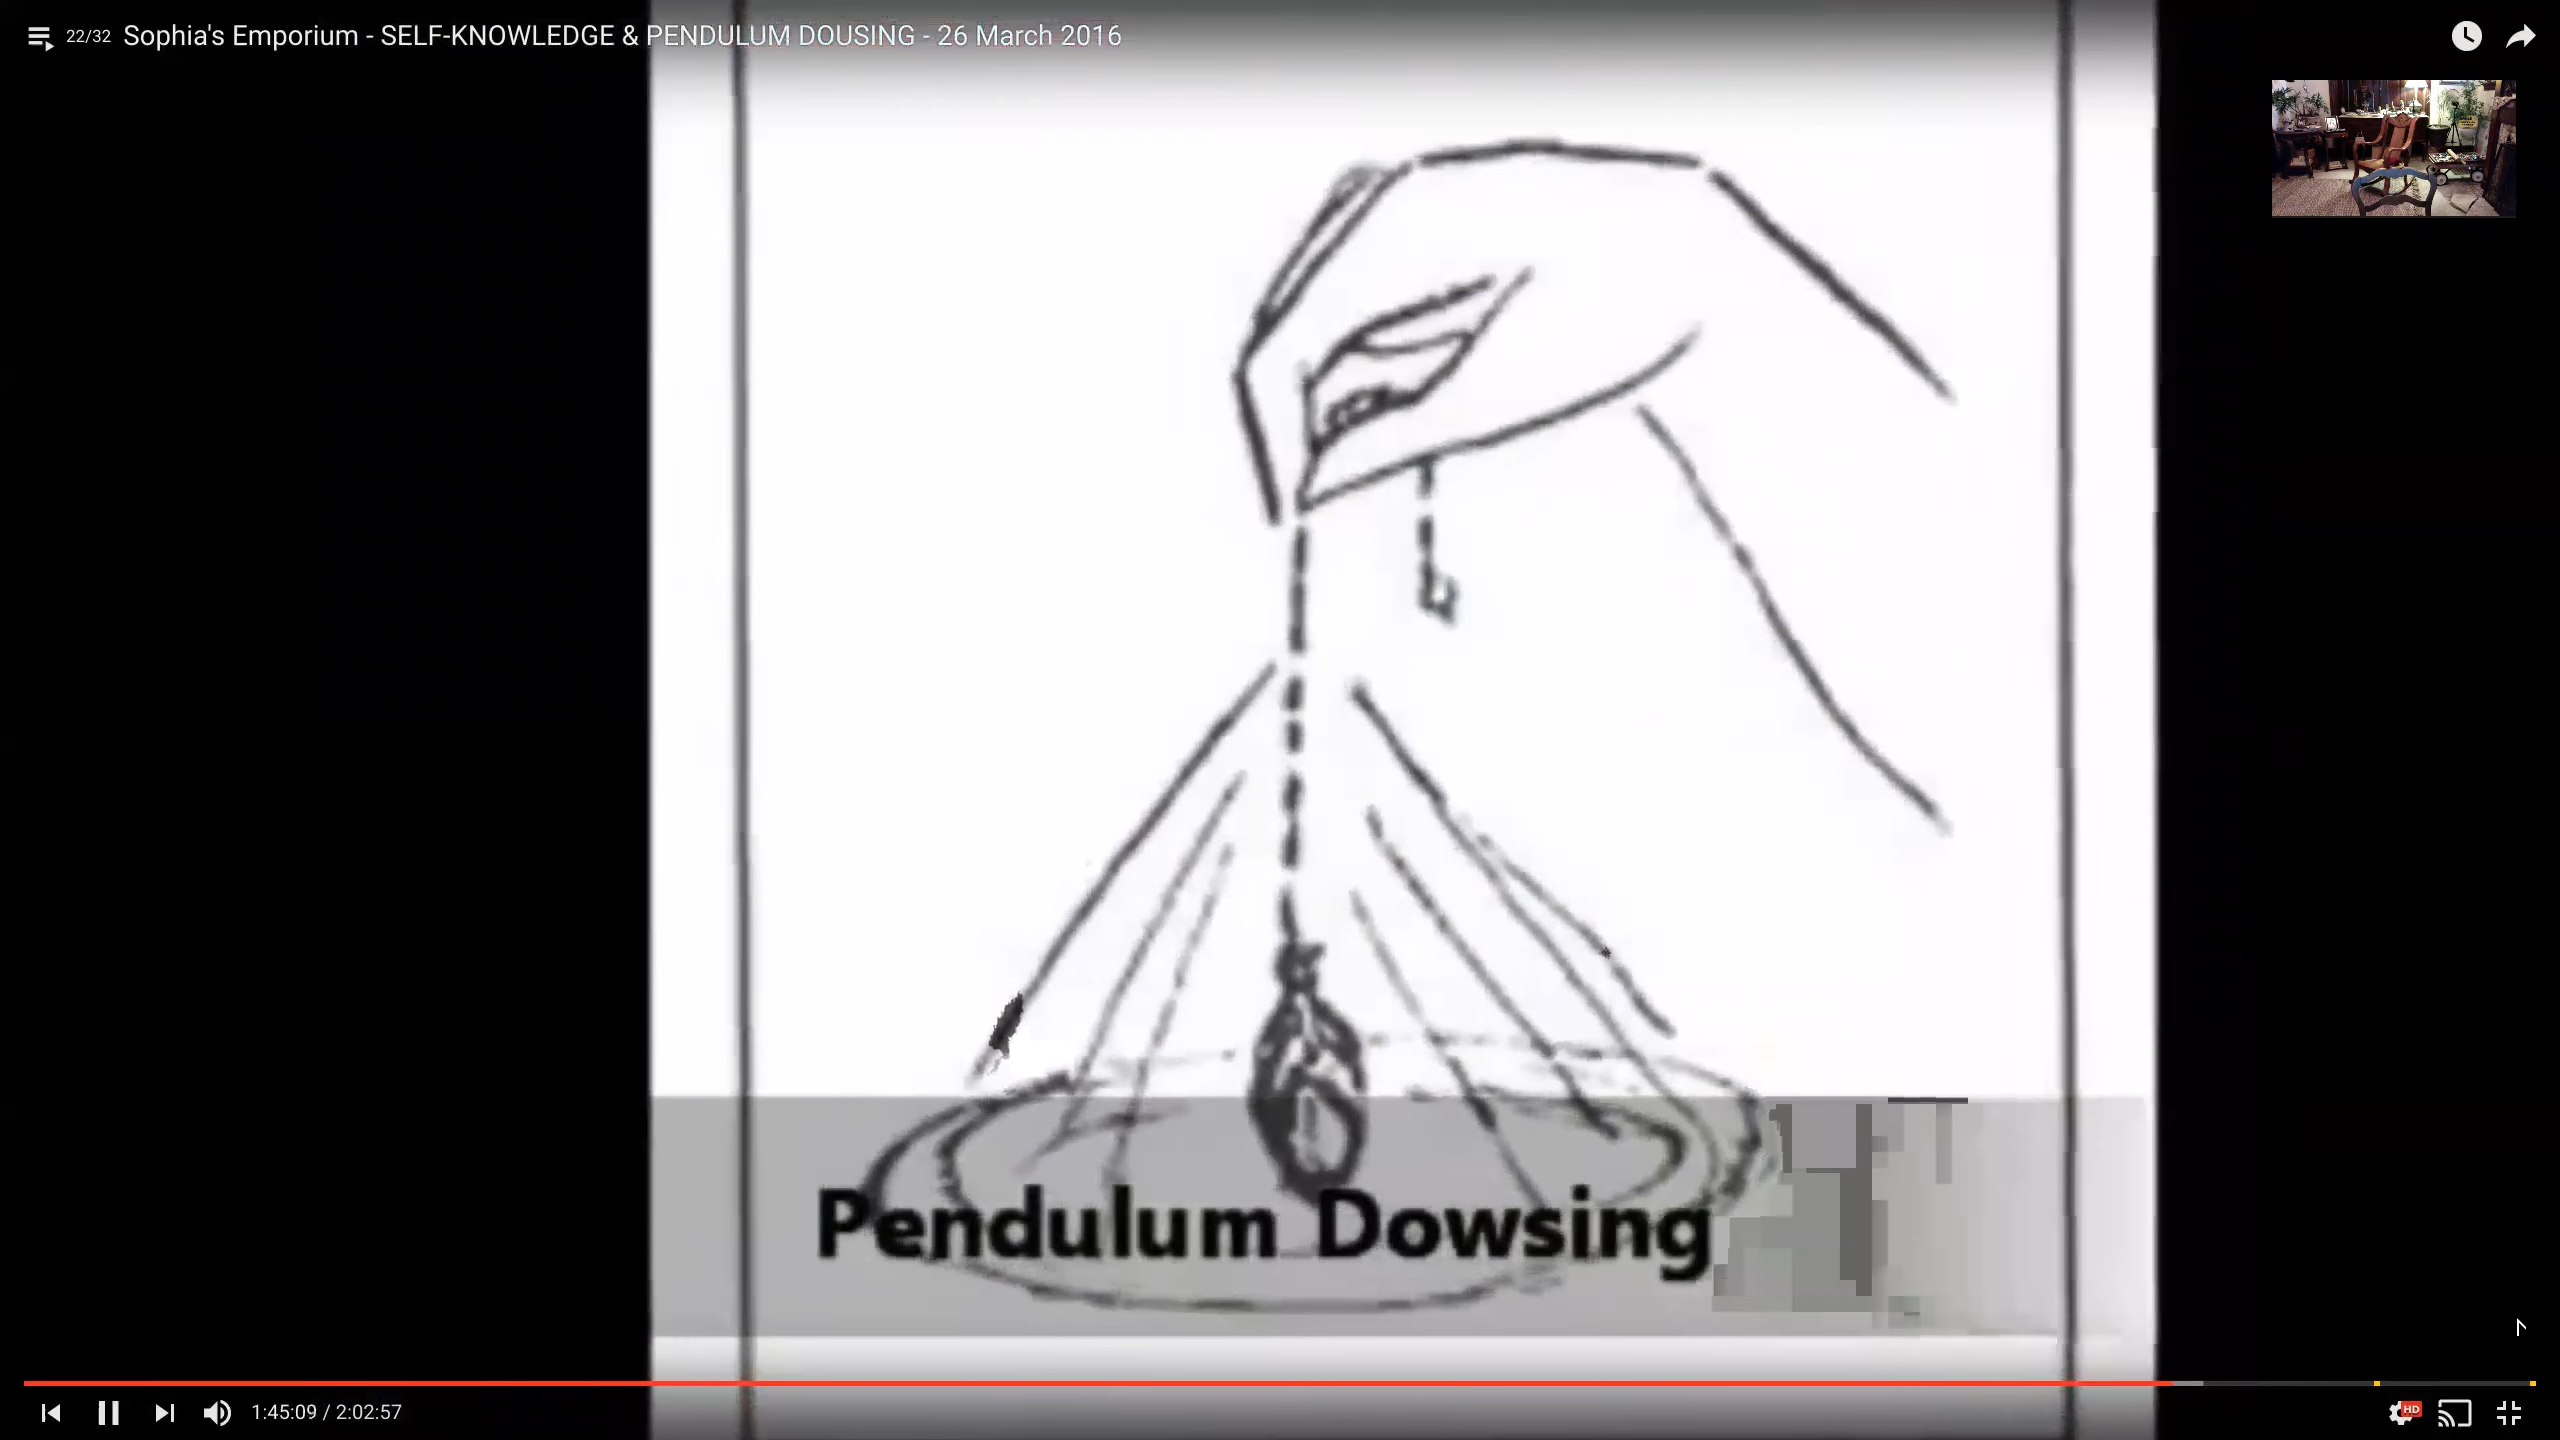 22/32 Sophia's Emporium - SELF-KNOWLEDGE & PENDULUM DOUSING - 26 March 2016
Pendulum Dowsing
1:45:09 / 2:02:57
HD